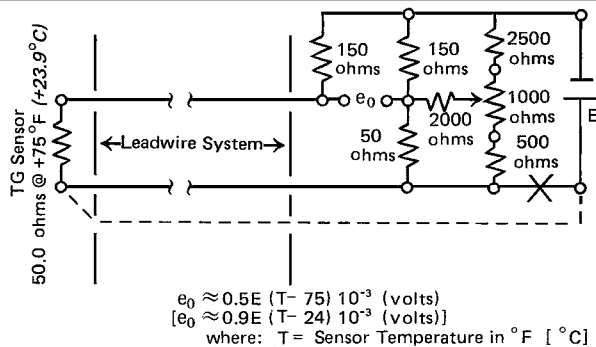 TG Sensor
50.0 ohms @ +75°F (+23.9°C)
Leadwire System
150
ohms
150
ohms
2500
ohms
e₀
2000
ohms
1000
ohms
50
ohms
500
ohms
E
e₀ ≈ 0.5E (T- 75) 10⁻³ (volts)
[e₀ ≈ 0.9E (T- 24) 10⁻³ (volts)]
where: T = Sensor Temperature in °F [ °C]